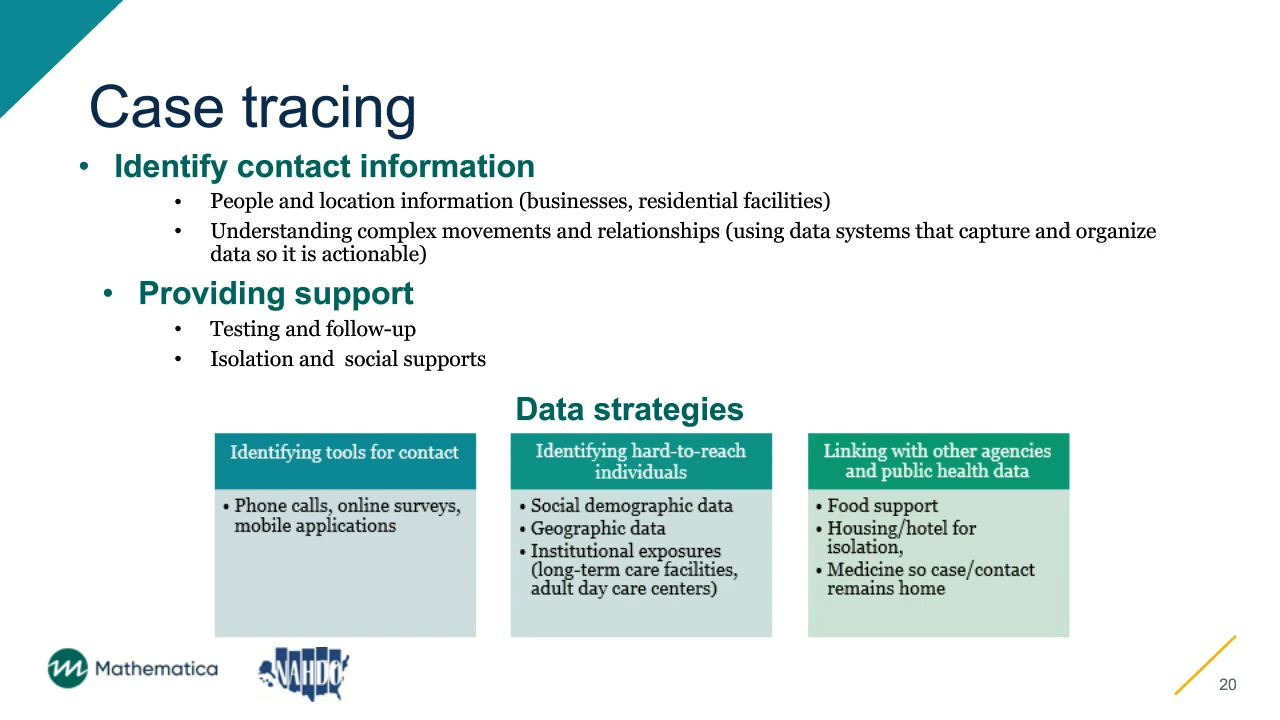 Case tracing
• Identify contact information
• People and location information (businesses, residential facilities)
• Understanding complex movements and relationships (using data systems that capture and organize
data so it is actionable)
• Providing support
• Testing and follow-up
• Isolation and  social supports
Data strategies
Identifying tools for contact
• Phone calls, online surveys,
mobile applications
Identifying hard-to-reach
individuals
• Social demographic data
• Geographic data
• Institutional exposures
(long-term care facilities,
adult day care centers)
Linking with other agencies
and public health data
• Food support
• Housing/hotel for
isolation,
• Medicine so case/contact
remains home
Mathematica
NAHDO
20